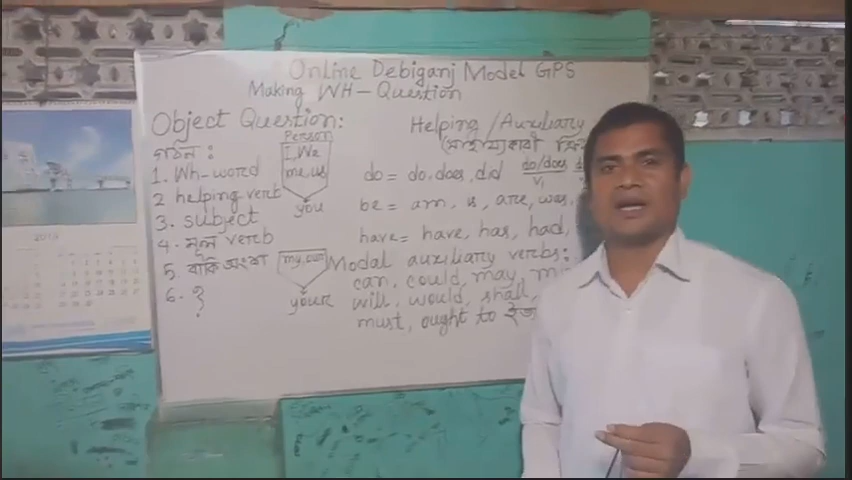 Online Debiganj Model GPS
Making WH-Question
Object Question:
গঠন:
1. Wh-word
2 helping verb
3. subject
4. মূল verb
5. বাকি অংশ
6. ?
Person
I, We
me, us
you
my, our
your
Helping/Auxiliary
(সাহায্যকারী ক্রি
do = do, does, did
do/does
V₁
be = am, is, are, was,
have = have, has, had,
Modal auxiliary verbs:
can, could, may,
will, would, shall,
must, ought to